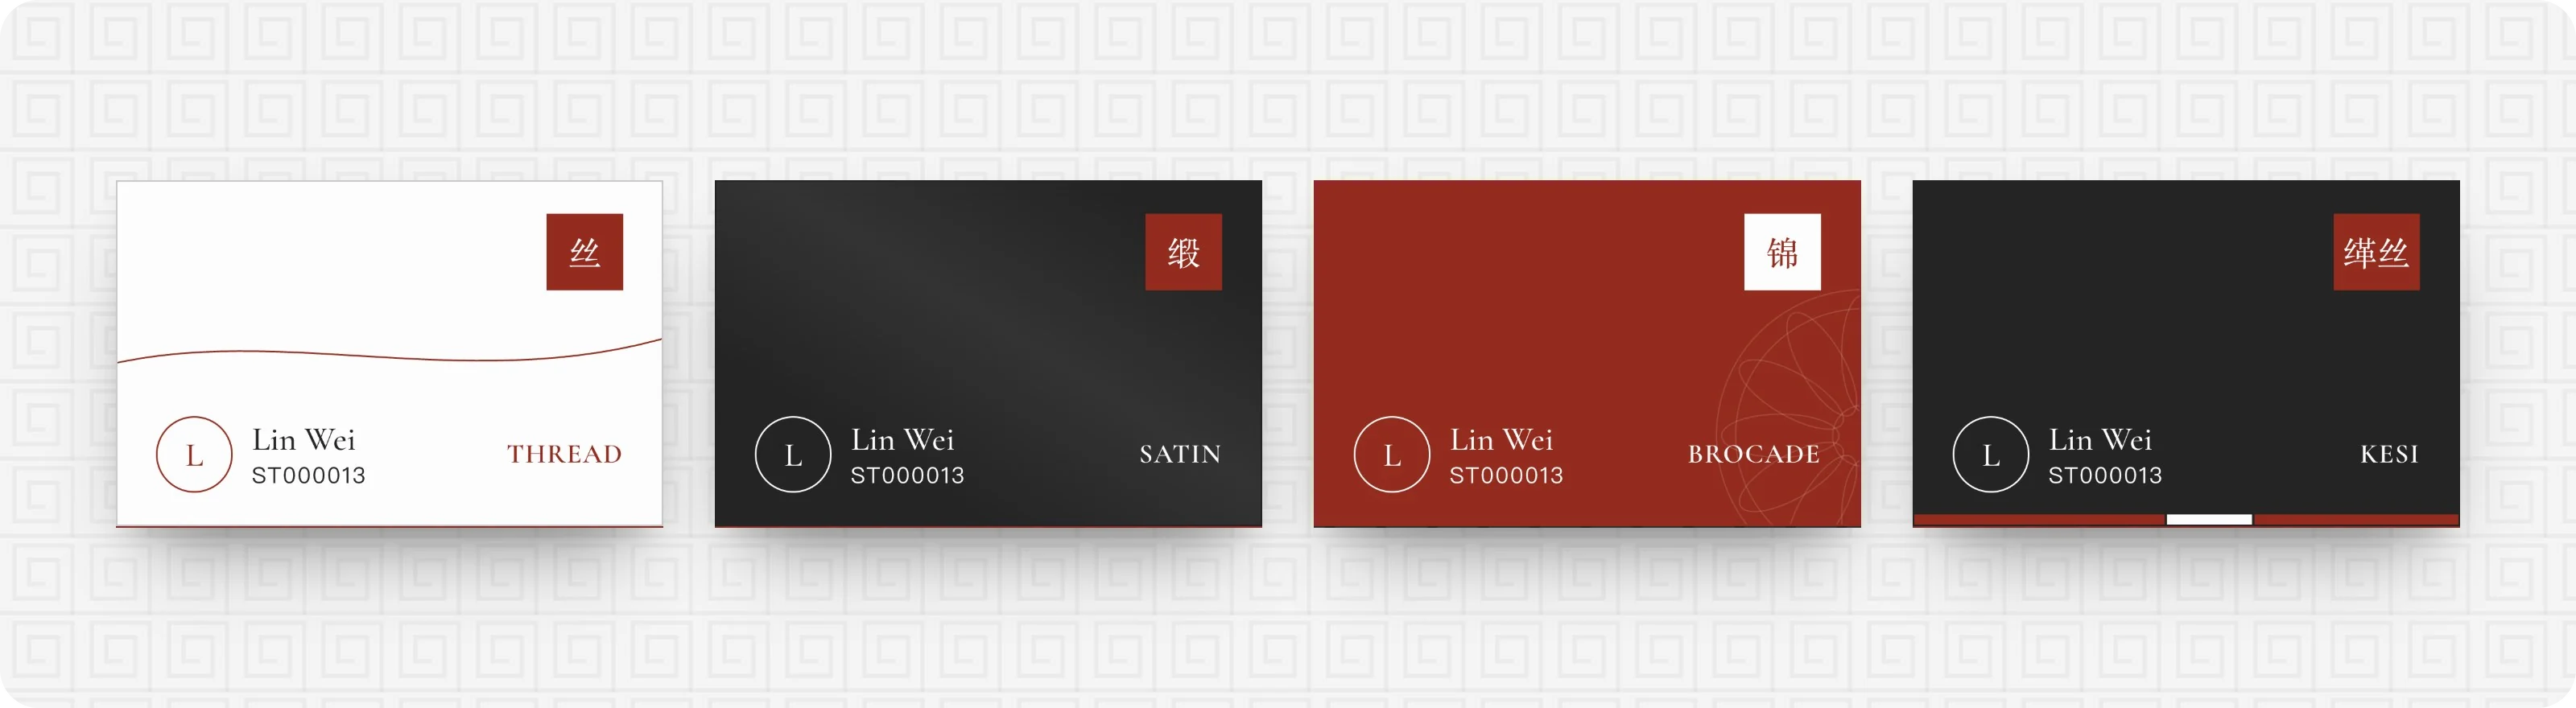 丝
L
Lin Wei
ST000013
THREAD
缎
L
Lin Wei
ST000013
SATIN
锦
L
Lin Wei
ST000013
BROCADE
缂丝
L
Lin Wei
ST000013
KESI